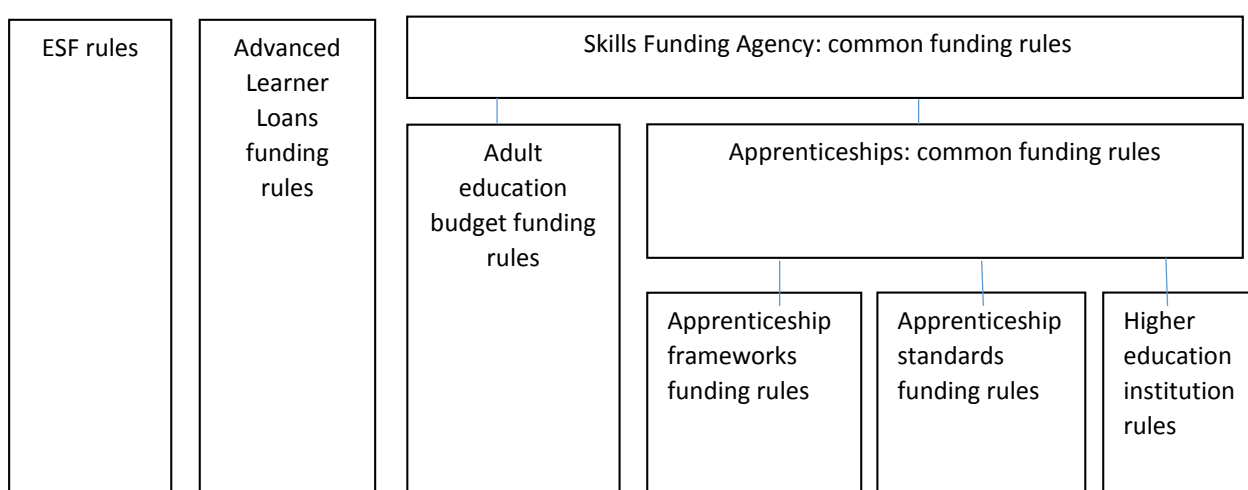 ESF rules
Advanced
Learner
Loans
funding
rules
Skills Funding Agency: common funding rules
Adult
education
budget funding
rules
Apprenticeships: common funding rules
Apprenticeship
frameworks
funding rules
Apprenticeship
standards
funding rules
Higher
education
institution
rules